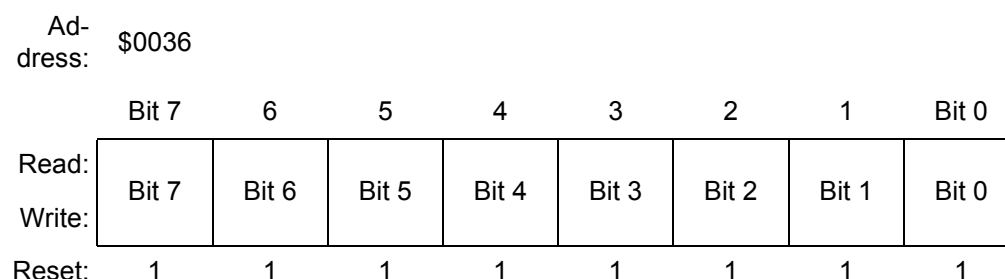 Ad-
dress: $0036
Bit 7 6 5 4 3 2 1 Bit 0
Read:
Bit 7 Bit 6 Bit 5 Bit 4 Bit 3 Bit 2 Bit 1 Bit 0
Write:
Reset: 1 1 1 1 1 1 1 1